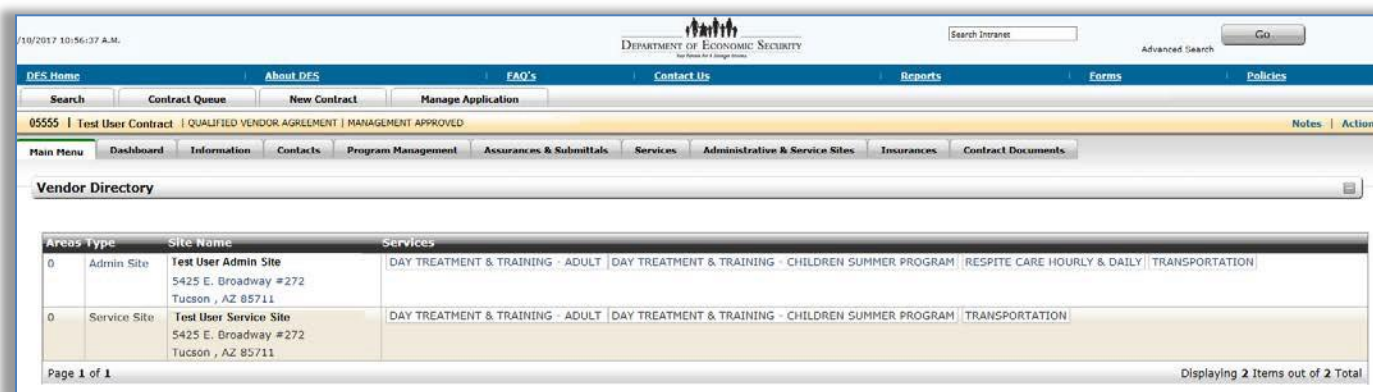 /10/2017 10:56:37 A.M.
DEPARTMENT OF ECONOMIC SECURITY
Search Intranet
Advanced Search
Go
DES Home About DES FAQ's Contact Us Reports Forms Policies
Search Contract Queue New Contract Manage Application
05555 | Test User Contract | QUALIFIED VENDOR AGREEMENT | MANAGEMENT APPROVED Notes | Action
Main Menu Dashboard Information Contacts Program Management Assurances & Submittals Services Administrative & Service Sites Insurances Contract Documents
Vendor Directory
Areas Type Site Name Services
0 Admin Site Test User Admin Site DAY TREATMENT & TRAINING - ADULT DAY TREATMENT & TRAINING - CHILDREN SUMMER PROGRAM RESPITE CARE HOURLY & DAILY TRANSPORTATION
5425 E. Broadway #272
Tucson , AZ 85711
0 Service Site Test User Service Site DAY TREATMENT & TRAINING - ADULT DAY TREATMENT & TRAINING - CHILDREN SUMMER PROGRAM TRANSPORTATION
5425 E. Broadway #272
Tucson , AZ 85711
Page 1 of 1 Displaying 2 Items out of 2 Total